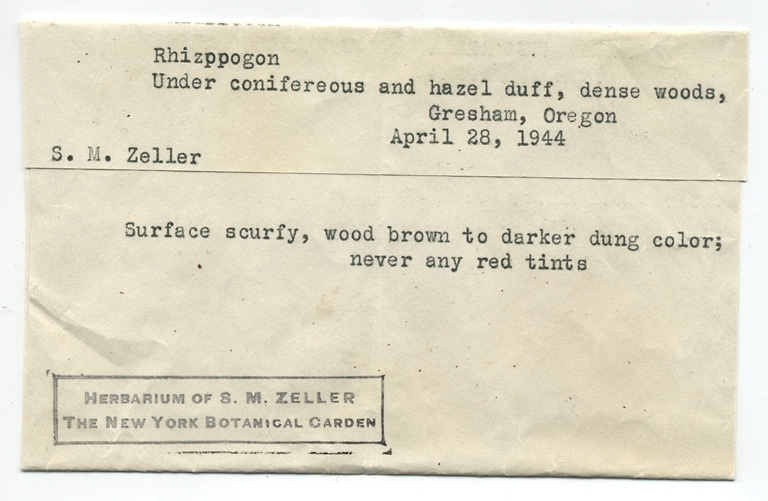 Rhizppogon
Under conifereous and hazel duff, dense woods,
Gresham, Oregon
April 28, 1944
S. M. Zeller
Surface scurfy, wood brown to darker dung color;
never any red tints
HERBARIUM OF S. M. ZELLER
THE NEW YORK BOTANICAL GARDEN